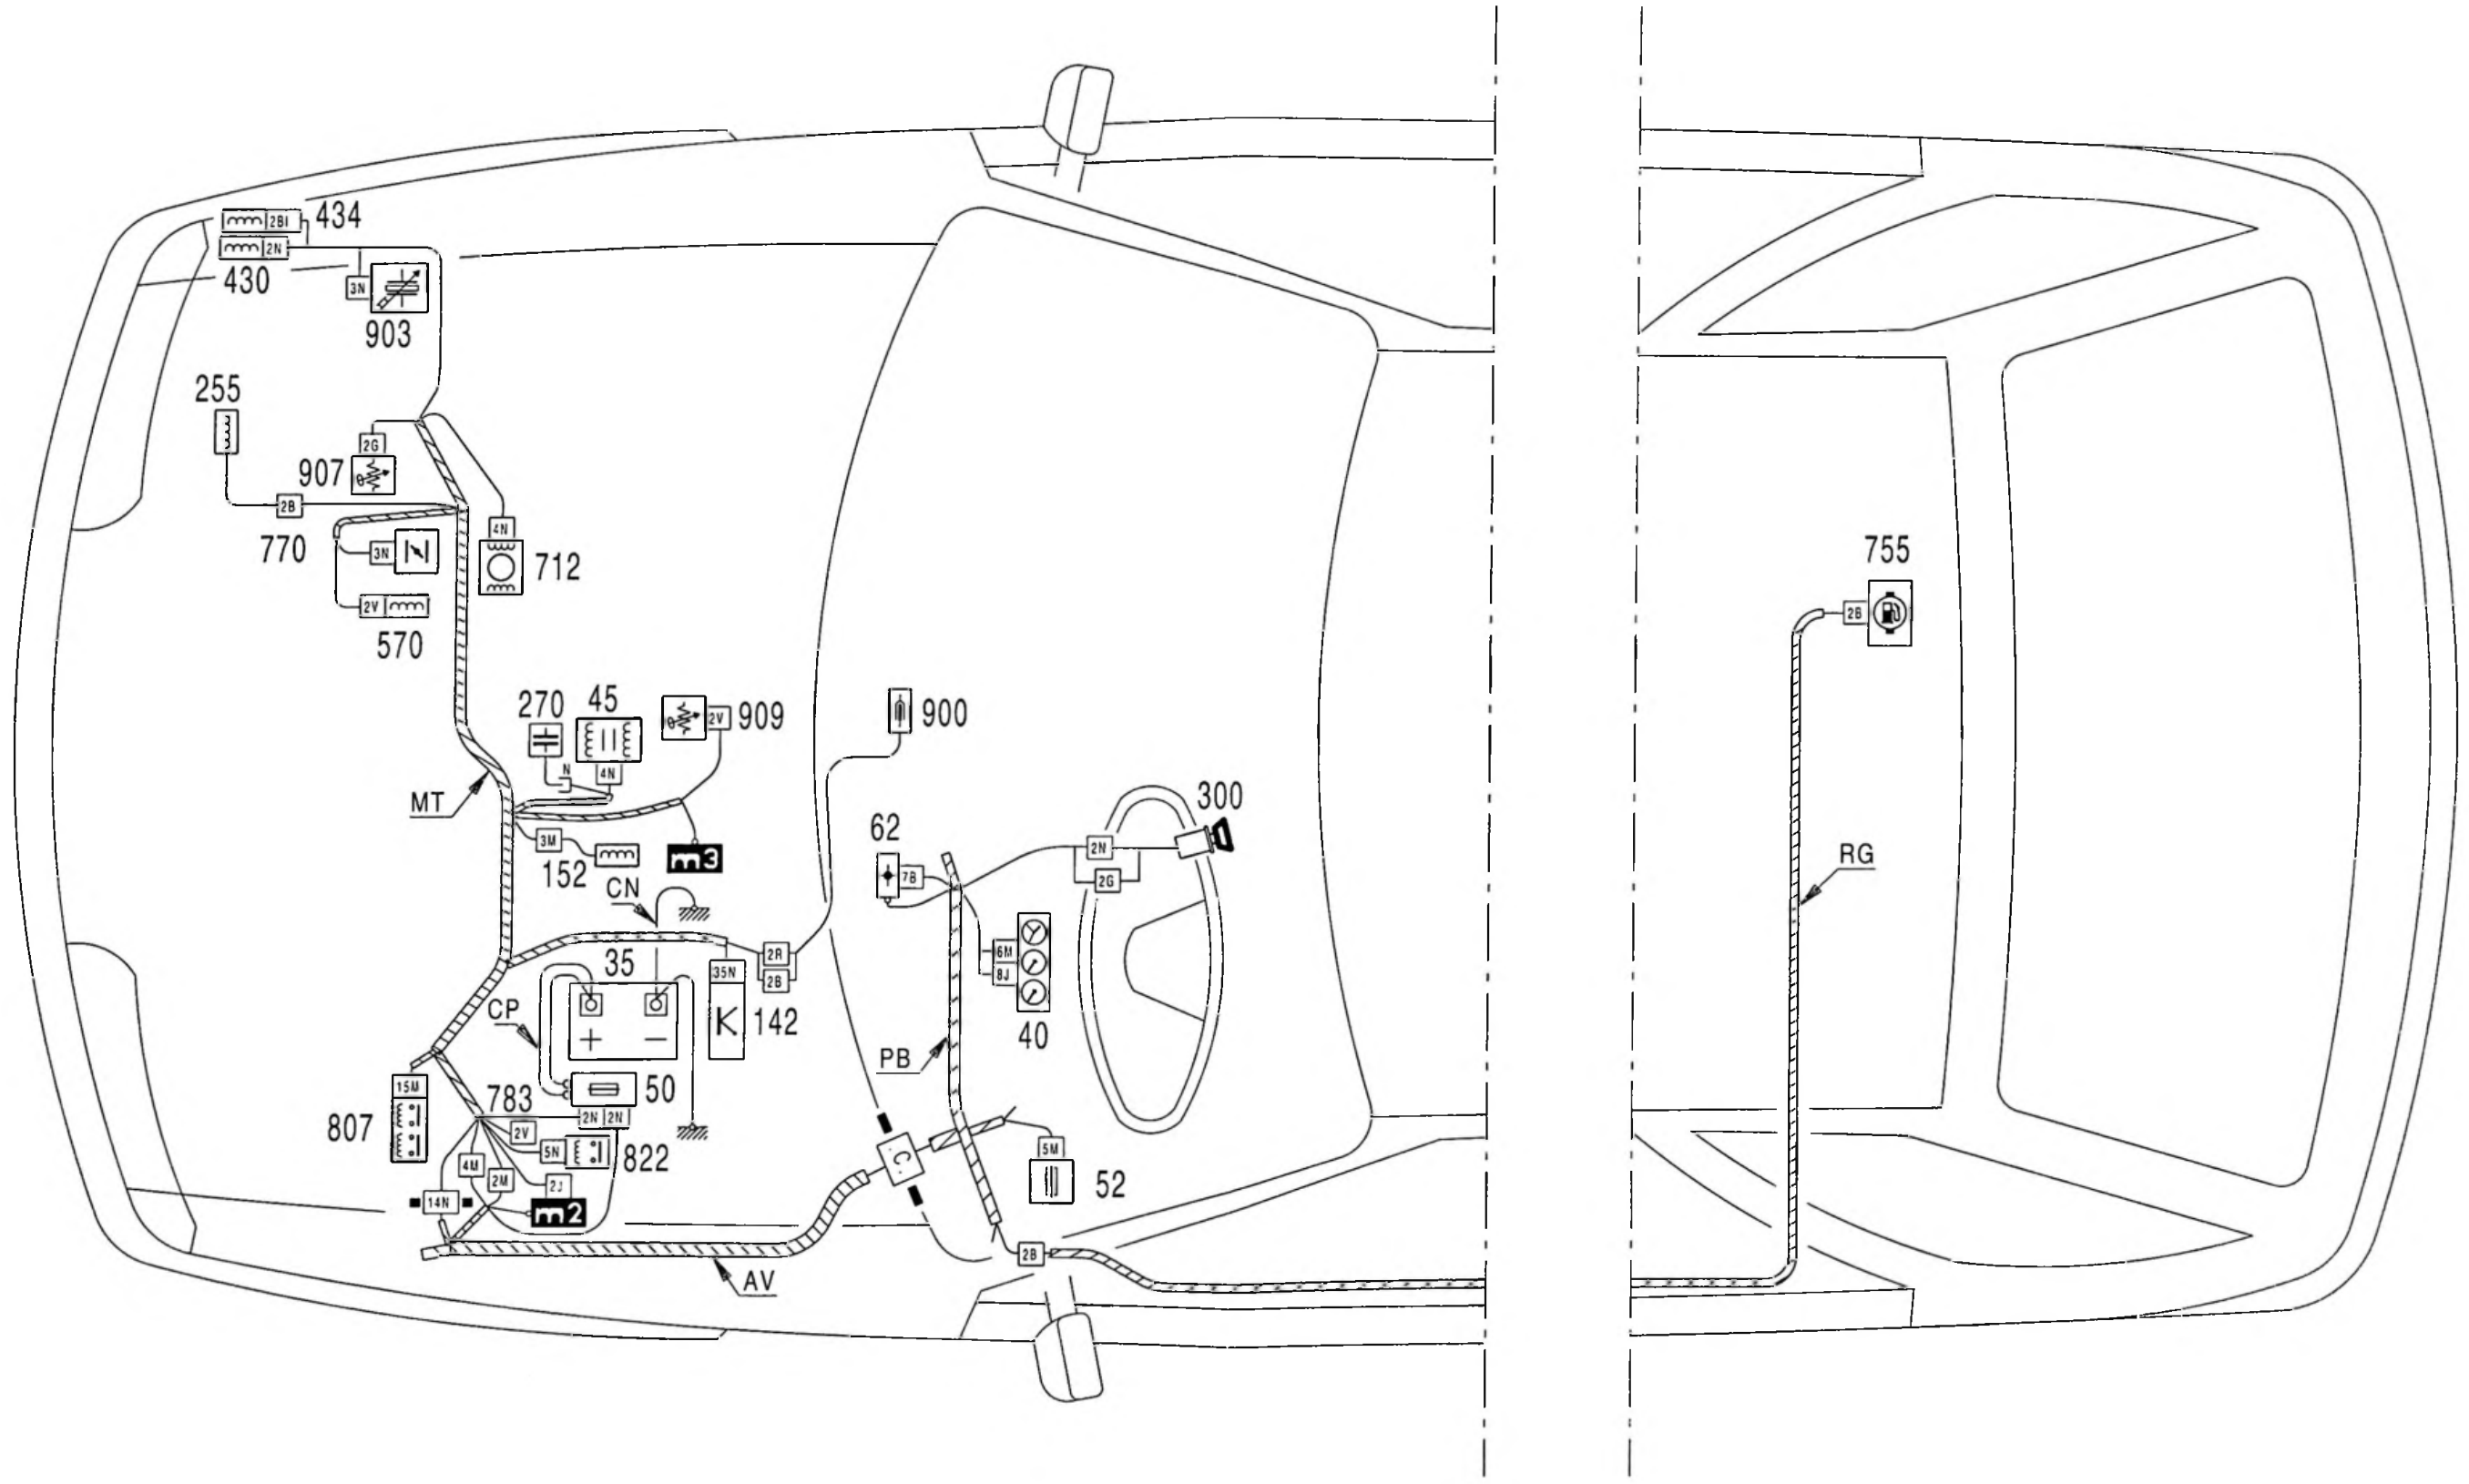 434
2BI
2N
430
3N
903
255
2G
907
2B
770
3N
4N
712
2V
570
755
2B
270
45
909
2V
900
N
4N
MT
3M
152
m3
300
62
2N
7B
2G
RG
CN
6M
8J
40
35
35N
2R
2B
CP
+
−
K
142
PB
50
15M
783
2N
2N
2V
807
5N
822
C
5M
4M
2M
2J
52
14N
m2
2B
AV